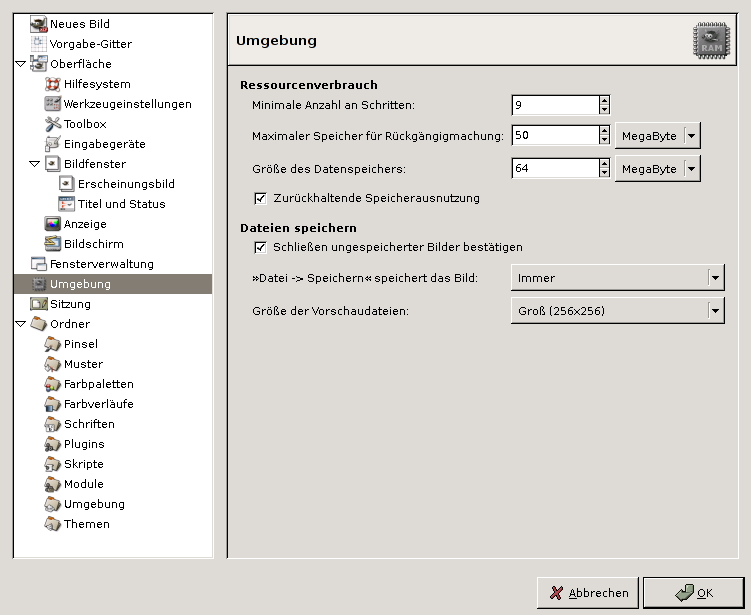 Neues Bild
Vorgabe-Gitter
Oberfläche
Hilfesystem
Werkzeugeinstellungen
Toolbox
Eingabegeräte
Bildfenster
Erscheinungsbild
Titel und Status
Anzeige
Bildschirm
Fensterverwaltung
Umgebung
Sitzung
Ordner
Pinsel
Muster
Farbpaletten
Farbverläufe
Schriften
Plugins
Skripte
Module
Umgebung
Themen
Umgebung
RAM
Ressourcenverbrauch
Minimale Anzahl an Schritten: 9
Maximaler Speicher für Rückgängigmachung: 50 MegaByte
Größe des Datenspeichers: 64 MegaByte
Zurückhaltende Speicherausnutzung
Dateien speichern
Schließen ungespeicherter Bilder bestätigen
»Datei -> Speichern« speichert das Bild: Immer
Größe der Vorschaudateien: Groß (256x256)
Abbrechen OK